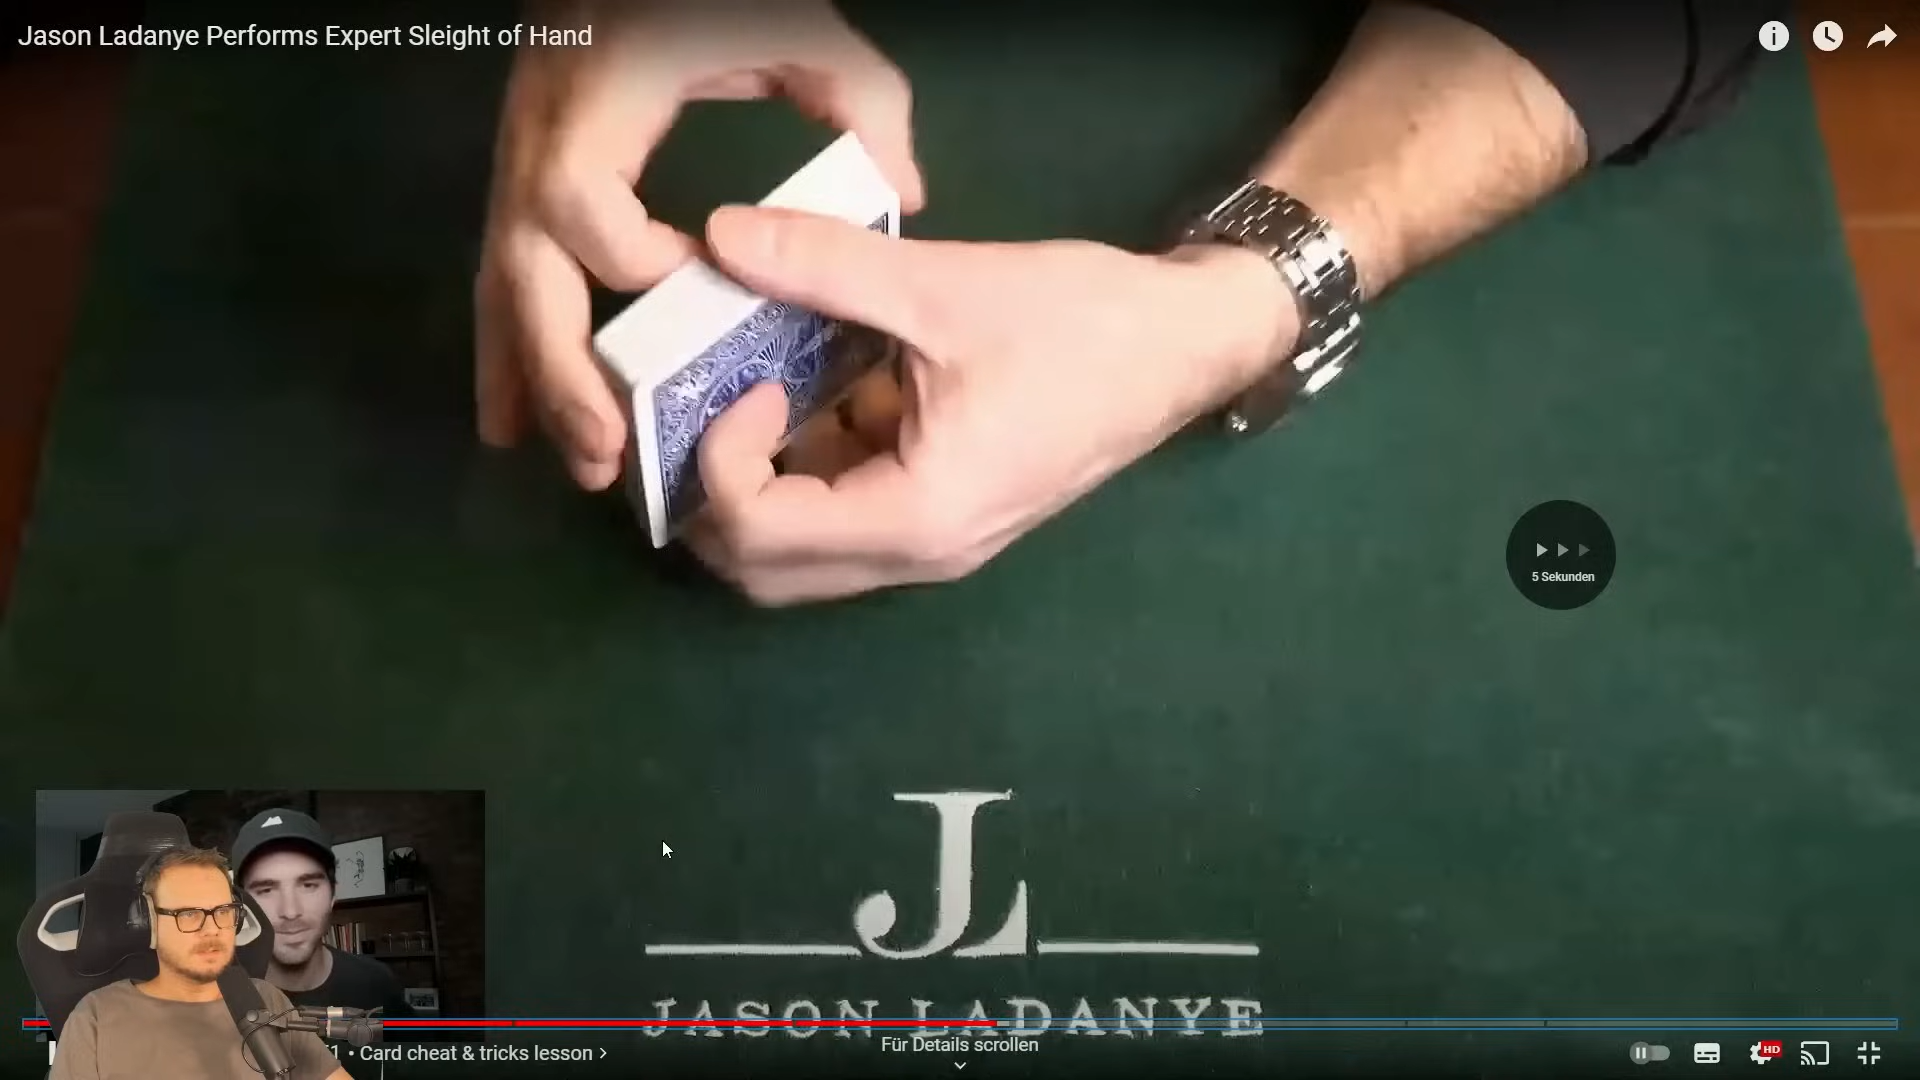 Jason Ladanye Performs Expert Sleight of Hand
5 Sekunden
JL
JASON LADANYE
• Card cheat & tricks lesson >
Für Details scrollen
HD